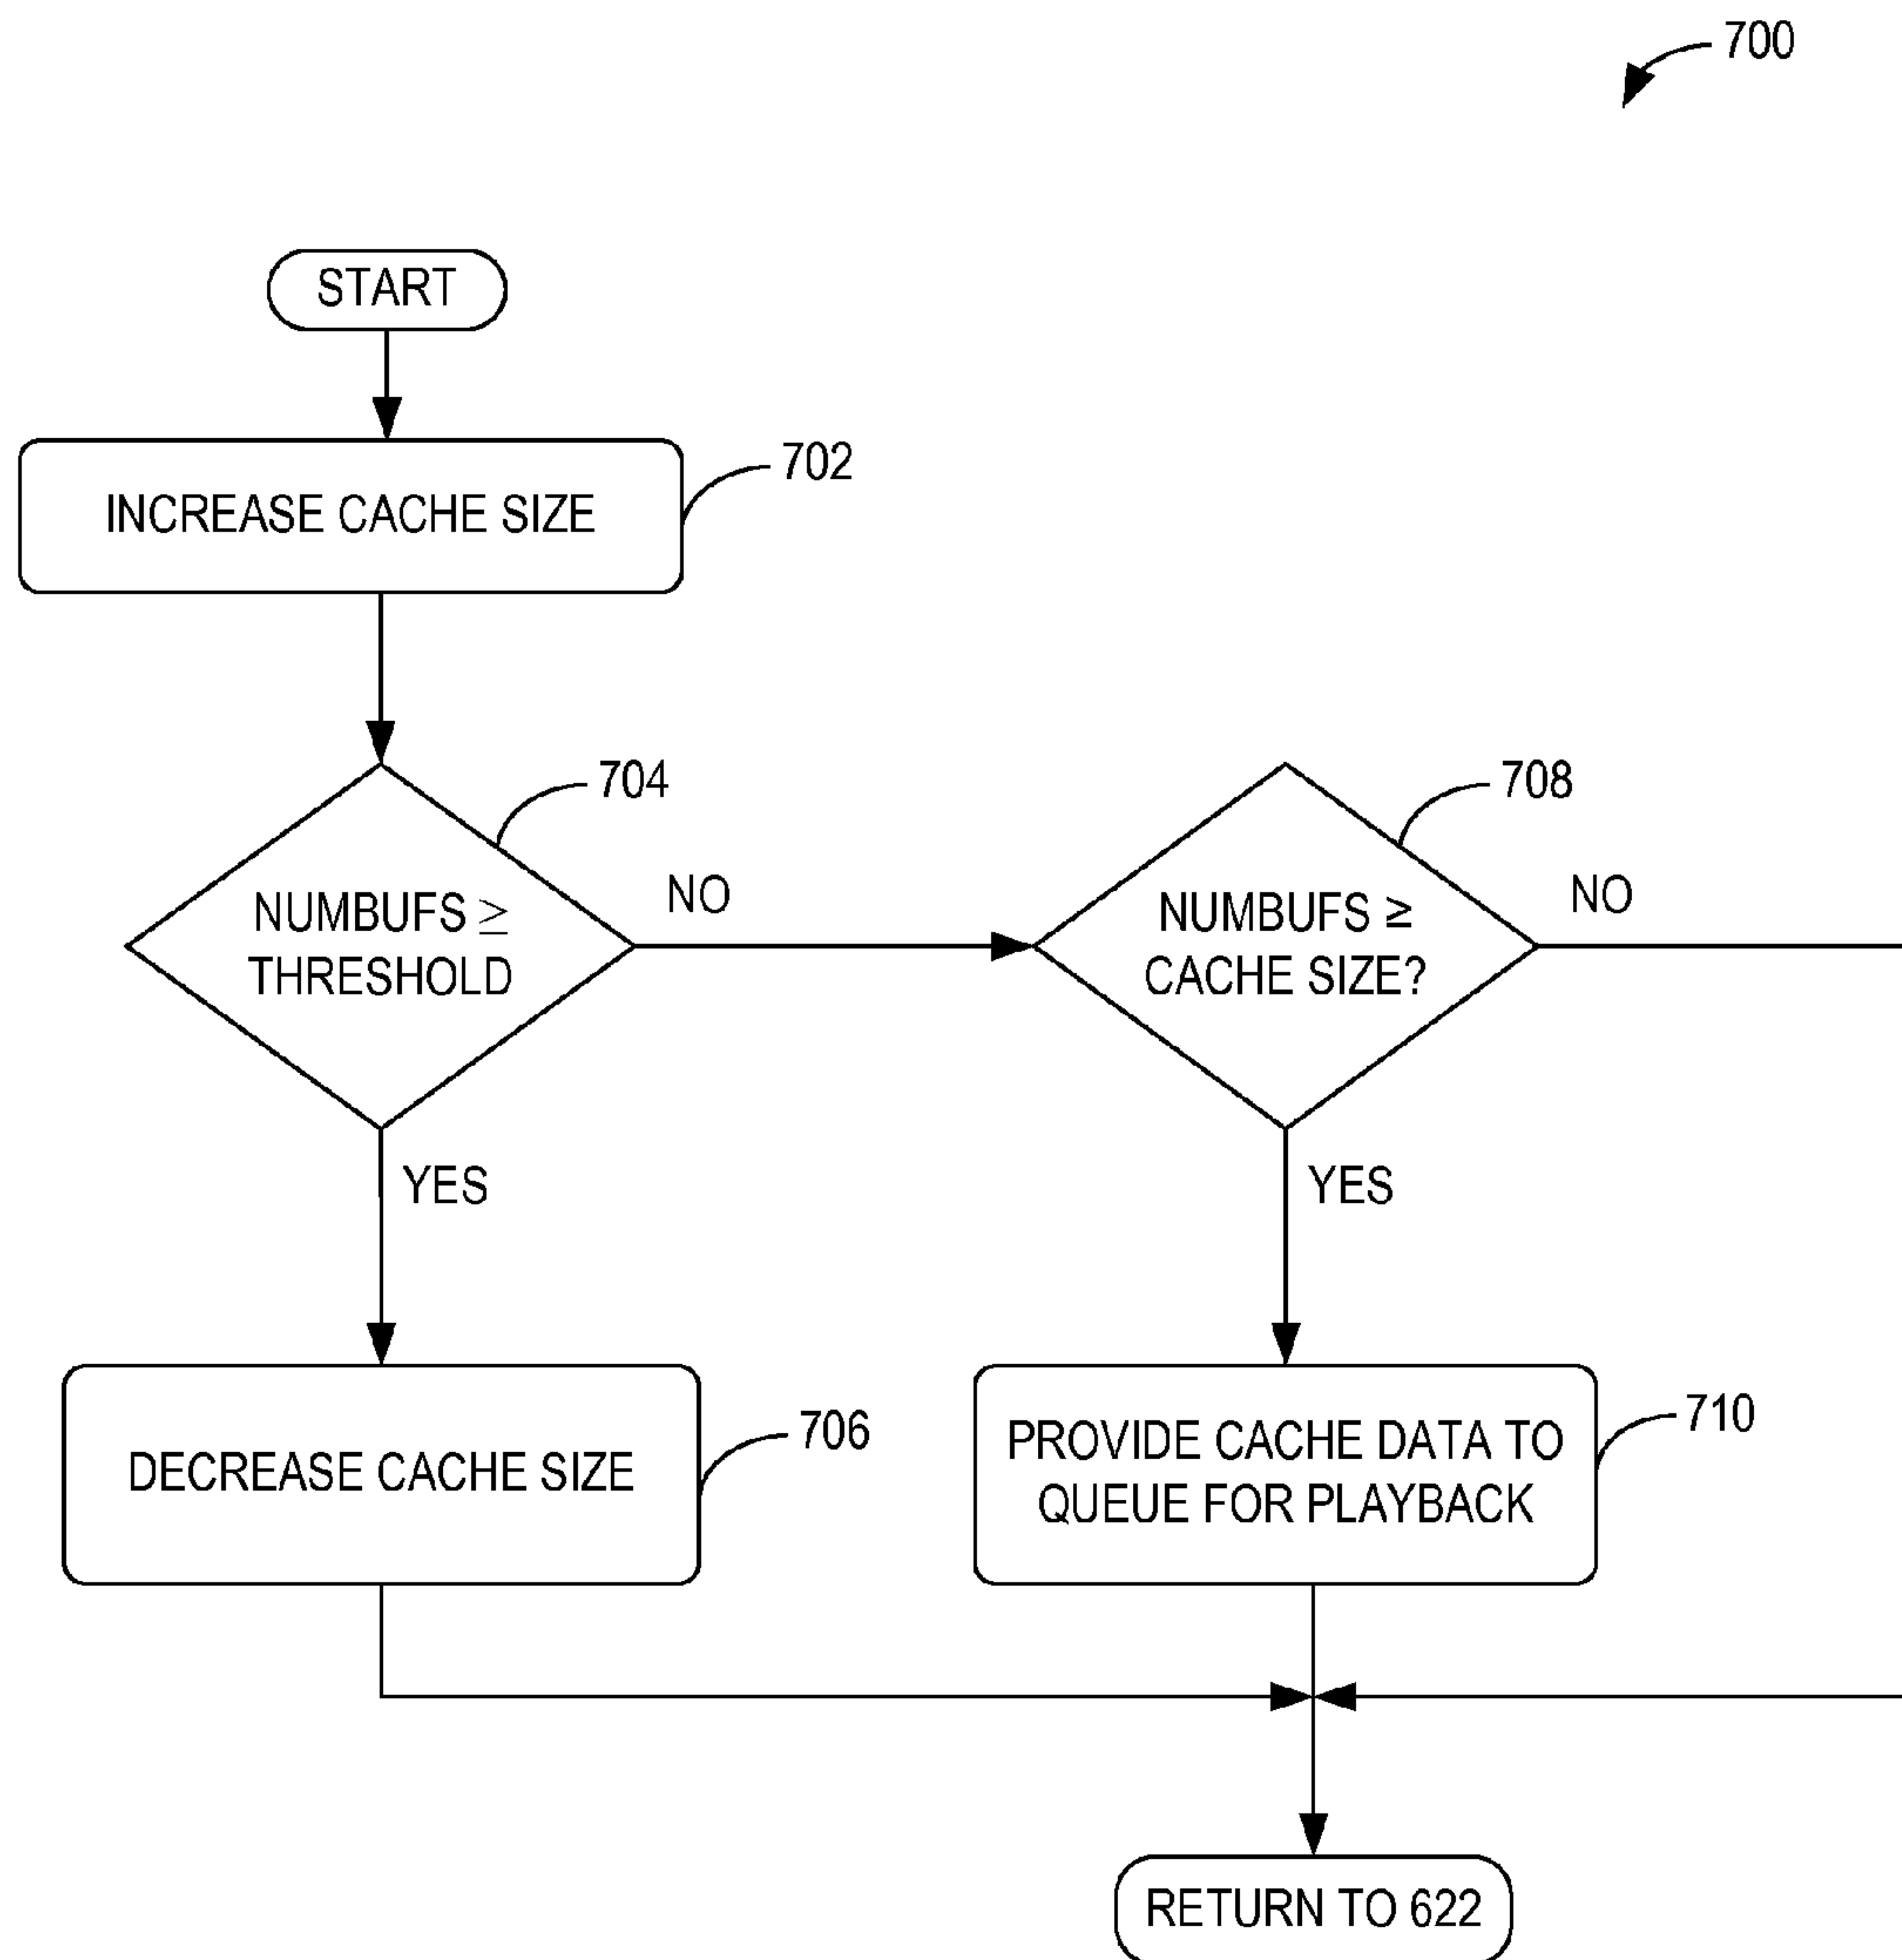 700
START
INCREASE CACHE SIZE
702
704
NUMBUFS ≥
THRESHOLD
NO
YES
708
NUMBUFS ≥
CACHE SIZE?
NO
YES
DECREASE CACHE SIZE
706
PROVIDE CACHE DATA TO
QUEUE FOR PLAYBACK
710
RETURN TO 622